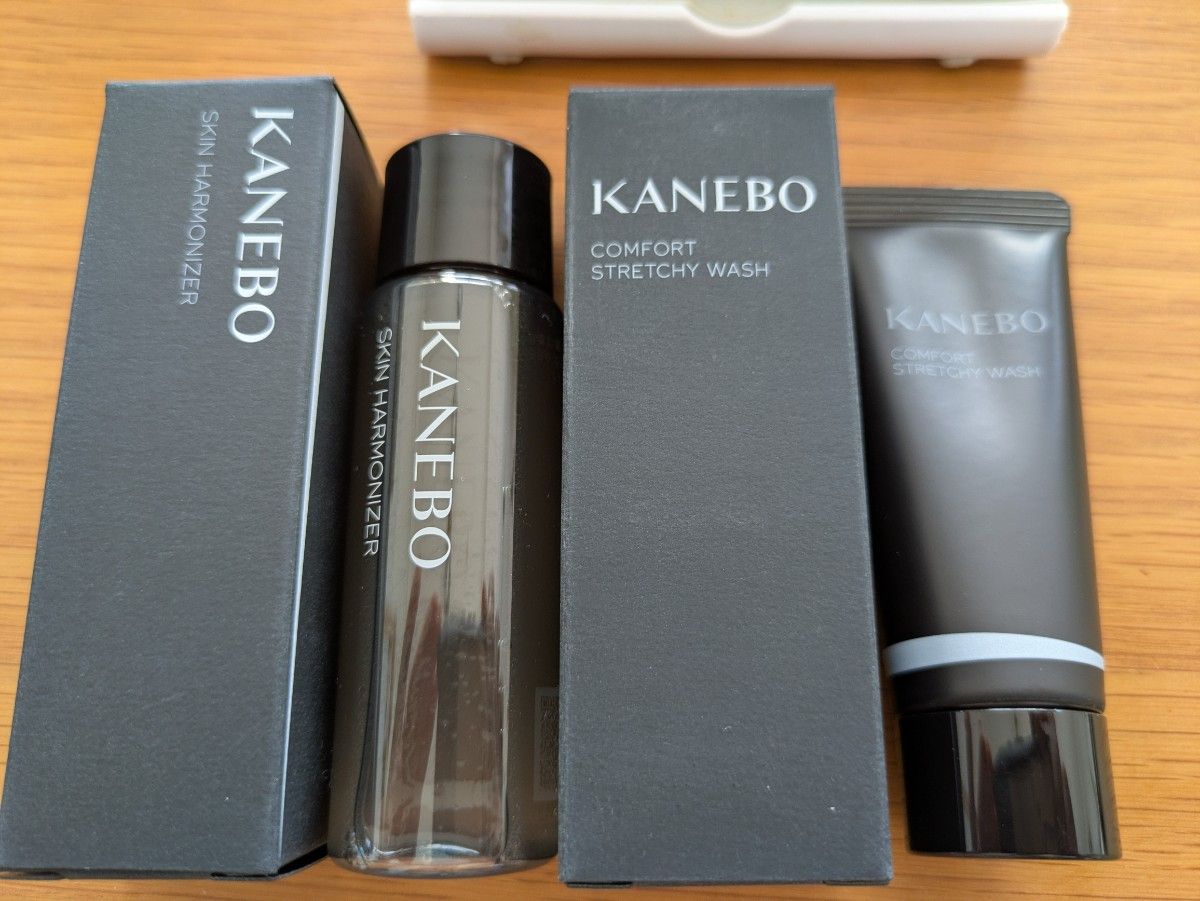 KANEBO
SKIN HARMONIZER
KANEBO
SKIN HARMONIZER
KANEBO
COMFORT
STRETCHY WASH
KANEBO
COMFORT
STRETCHY WASH